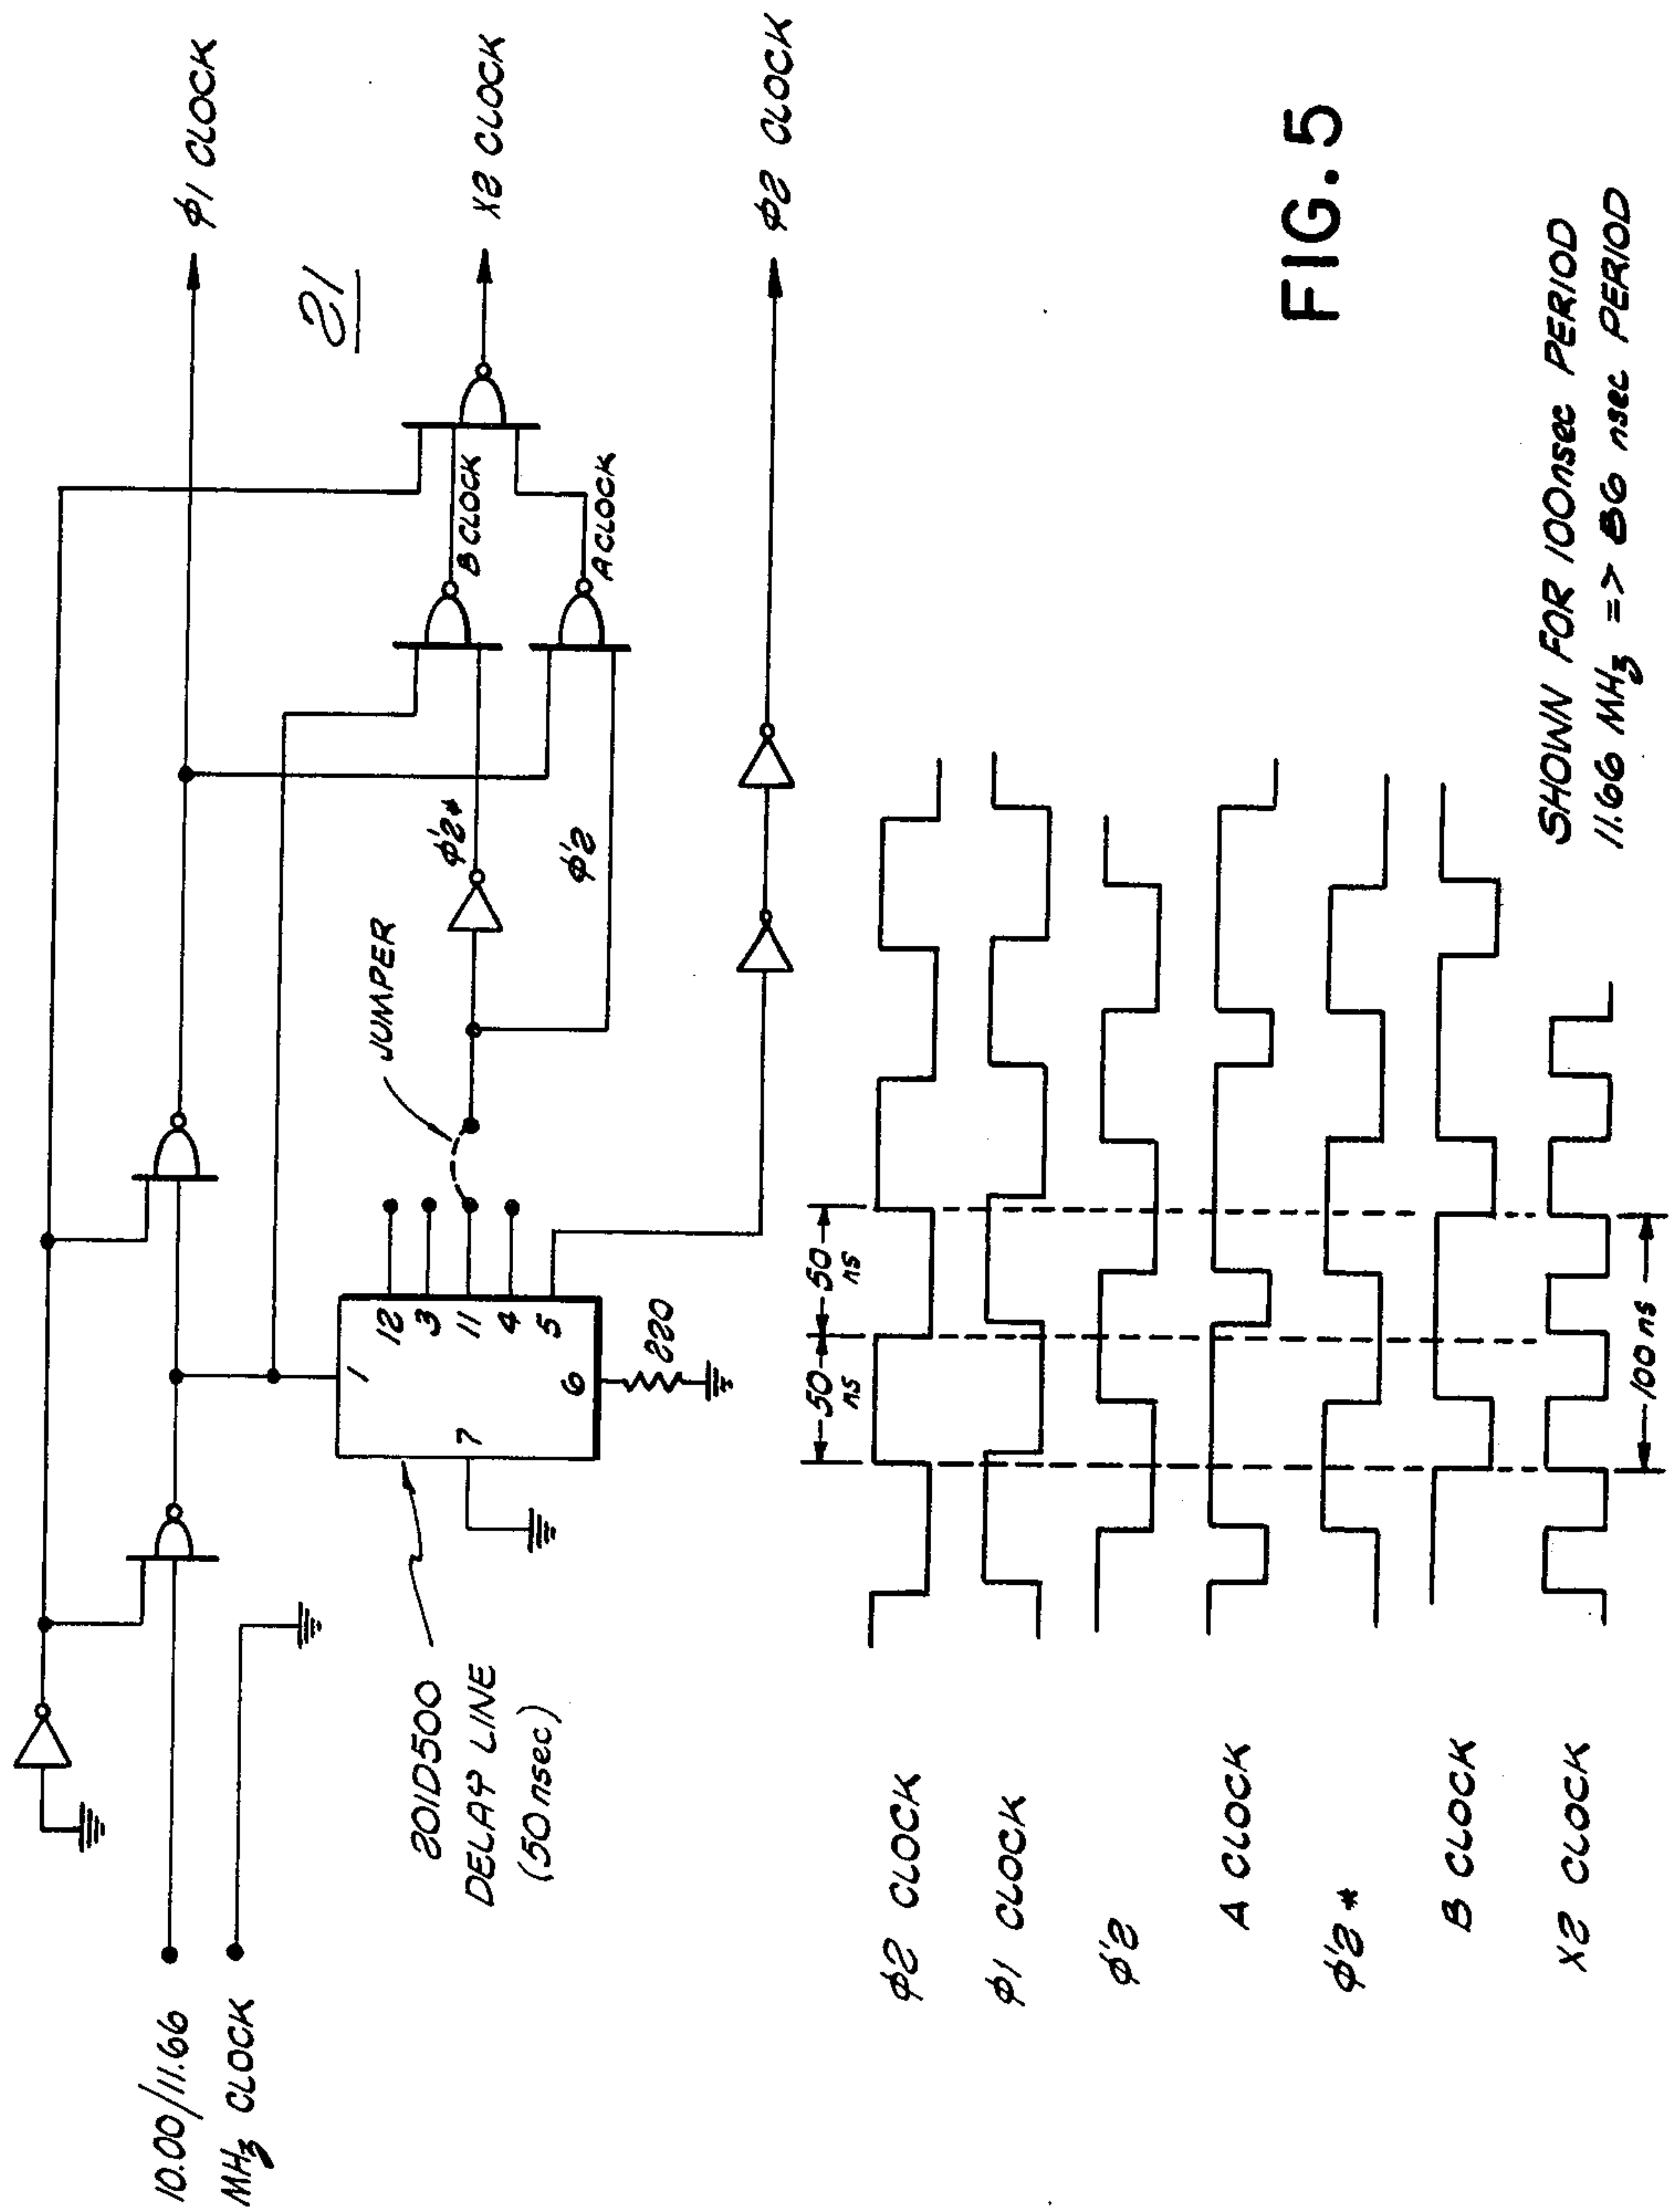 10.00/11.66
MHz CLOCK
φ1 CLOCK
21
X2 CLOCK
φ2 CLOCK
B CLOCK
A CLOCK
φ'2*
φ'2
JUMPER
1
12
3
11
4
5
6
7
220
201D500
DELAY LINE
(50nsec)
50
ns
50
ns
φ2 CLOCK
φ1 CLOCK
φ'2
A CLOCK
φ'2*
B CLOCK
X2 CLOCK
100 ns
SHOWN FOR 100nsec PERIOD
11.66 MHz => 86 nsec PERIOD
FIG. 5